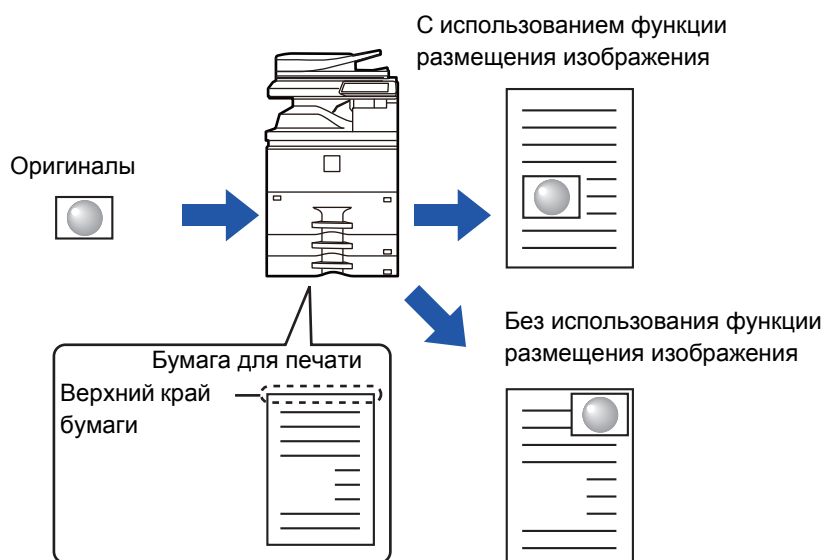 С использованием функции
размещения изображения
Оригиналы
Без использования функции
размещения изображения
Бумага для печати
Верхний край
бумаги